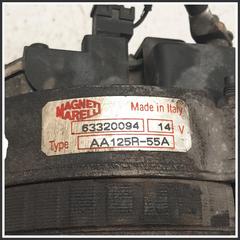 MAGNETI MARELLI Made in Italy
63320094 14 V
Type AA125R-55A